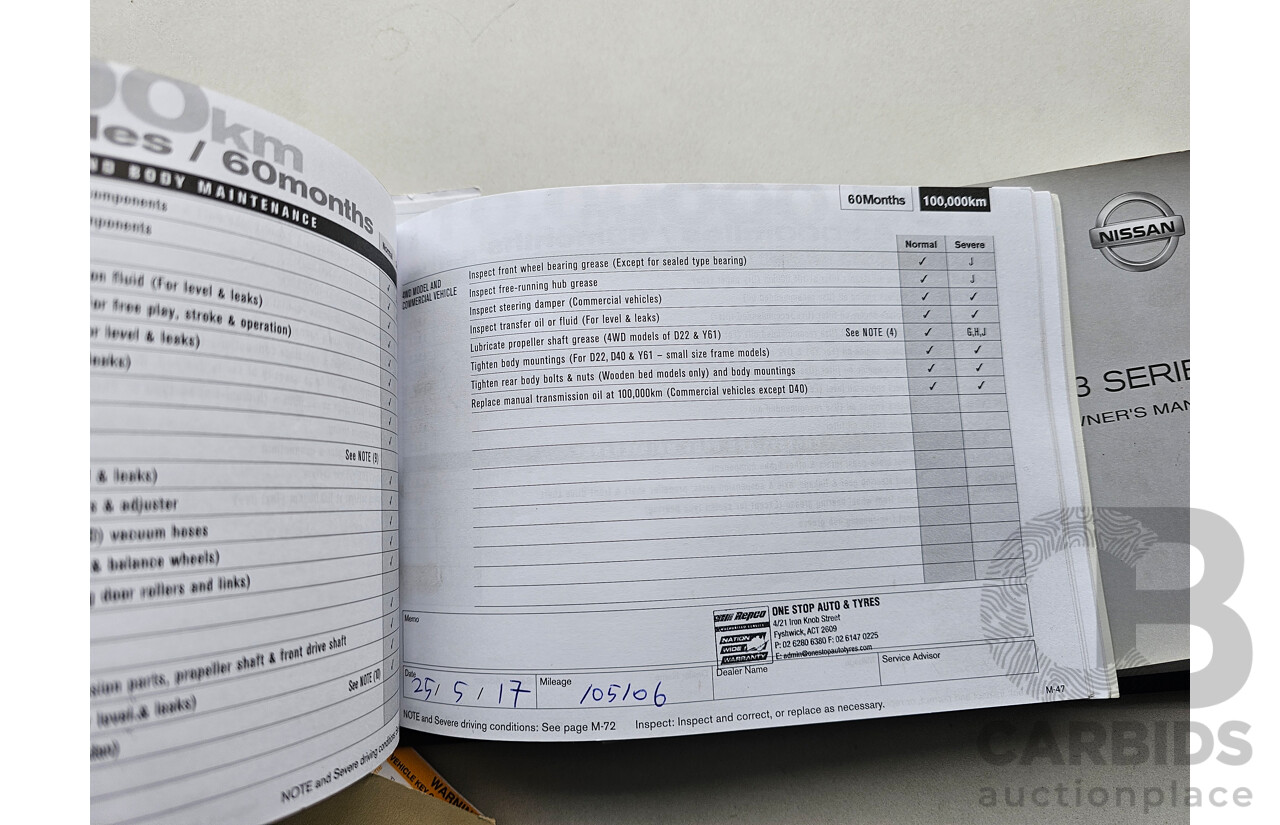 km
/ 60months
BODY MAINTENANCE
on fluid (For level & leaks)
or free play, stroke & operation)
or level & leaks)
See NOTE (9)
& leaks)
& adjuster
vacuum hoses
& balance wheels)
door rollers and links)
sion parts, propeller shaft & front drive shaft
level & leaks)
NOTE and Severe driving
60Months 100,000km
Normal Severe
4WD MODEL AND
COMMERCIAL VEHICLE
Inspect front wheel bearing grease (Except for sealed type bearing) ✓ J
Inspect free-running hub grease ✓ J
Inspect steering damper (Commercial vehicles) ✓ ✓
Inspect transfer oil or fluid (For level & leaks) ✓ ✓
Lubricate propeller shaft grease (4WD models of D22 & Y61) See NOTE (4) ✓ G,H,J
Tighten body mountings (For D22, D40 & Y61 – small size frame models) ✓ ✓
Tighten rear body bolts & nuts (Wooden bed models only) and body mountings ✓ ✓
Replace manual transmission oil at 100,000km (Commercial vehicles except D40) ✓ ✓
Memo
Repco
NATION
WIDE
WARRANTY
ONE STOP AUTO & TYRES
4/21 Iron Knob Street
Fyshwick, ACT 2609
P: 02 6280 6380 F: 02 6147 0225
E: admin@onestopautotyres.com
Date 25/5/17 Mileage 105106 Dealer Name Service Advisor
NOTE and Severe driving conditions: See page M-72 Inspect: Inspect and correct, or replace as necessary.
M-47
NISSAN
3 SERIE
WNER'S MAN
WARNING
VEHICLE KEY
CARBIDS
auctionplace